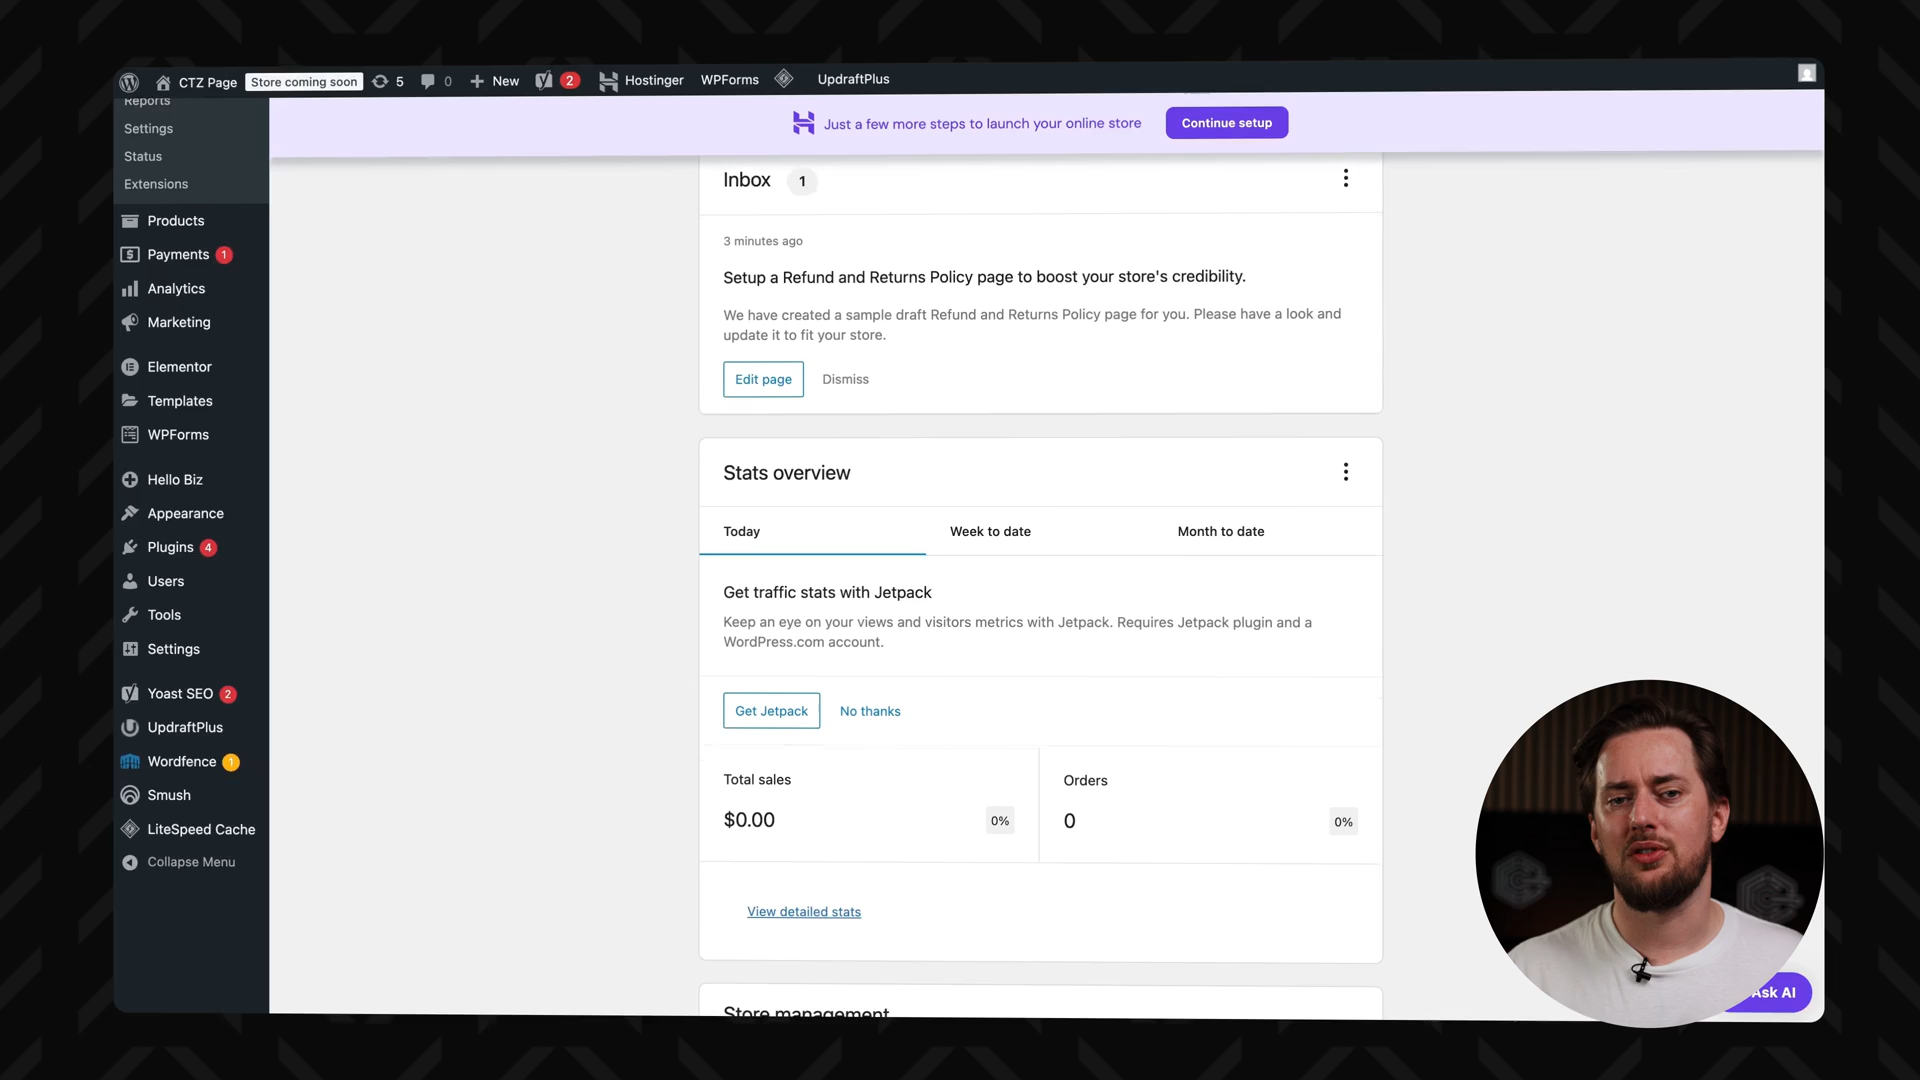 CTZ Page
Store coming soon
5
0
New
2
Hostinger
WPForms
UpdraftPlus
Reports
Settings
Status
Extensions
Products
Payments 1
Analytics
Marketing
Elementor
Templates
WPForms
Hello Biz
Appearance
Plugins 4
Users
Tools
Settings
Yoast SEO 2
UpdraftPlus
Wordfence 1
Smush
LiteSpeed Cache
Collapse Menu
Just a few more steps to launch your online store
Continue setup
Inbox 1
3 minutes ago
Setup a Refund and Returns Policy page to boost your store's credibility.
We have created a sample draft Refund and Returns Policy page for you. Please have a look and
update it to fit your store.
Edit page
Dismiss
Stats overview
Today
Week to date
Month to date
Get traffic stats with Jetpack
Keep an eye on your views and visitors metrics with Jetpack. Requires Jetpack plugin and a
WordPress.com account.
Get Jetpack
No thanks
Total sales
$0.00
0%
Orders
0
0%
View detailed stats
Store management
Ask AI